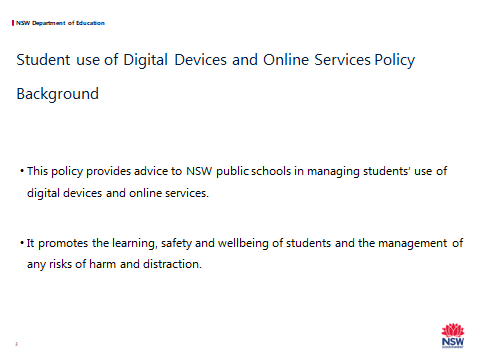 NSW Department of Education
Student use of Digital Devices and Online Services Policy
Background
• This policy provides advice to NSW public schools in managing students' use of
digital devices and online services.
• It promotes the learning, safety and wellbeing of students and the management of
any risks of harm and distraction.
NSW